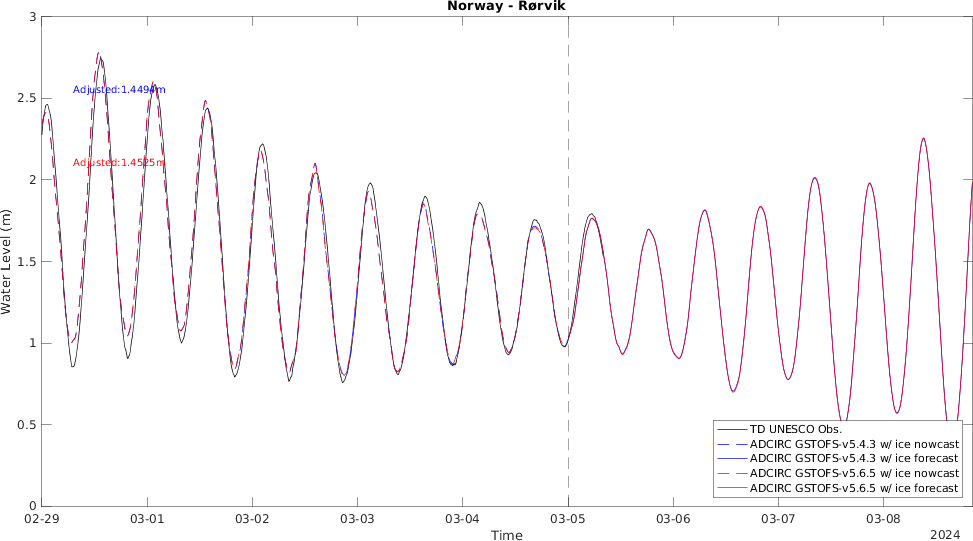 Norway - Rørvik
3
2.5
2
1.5
1
0.5
0
Water Level (m)
Adjusted:1.4494m
Adjusted:1.4525m
TD UNESCO Obs.
ADCIRC GSTOFS-v5.4.3 w/ ice nowcast
ADCIRC GSTOFS-v5.4.3 w/ ice forecast
ADCIRC GSTOFS-v5.6.5 w/ ice nowcast
ADCIRC GSTOFS-v5.6.5 w/ ice forecast
02-29 03-01 03-02 03-03 03-04 03-05 03-06 03-07 03-08
Time
2024